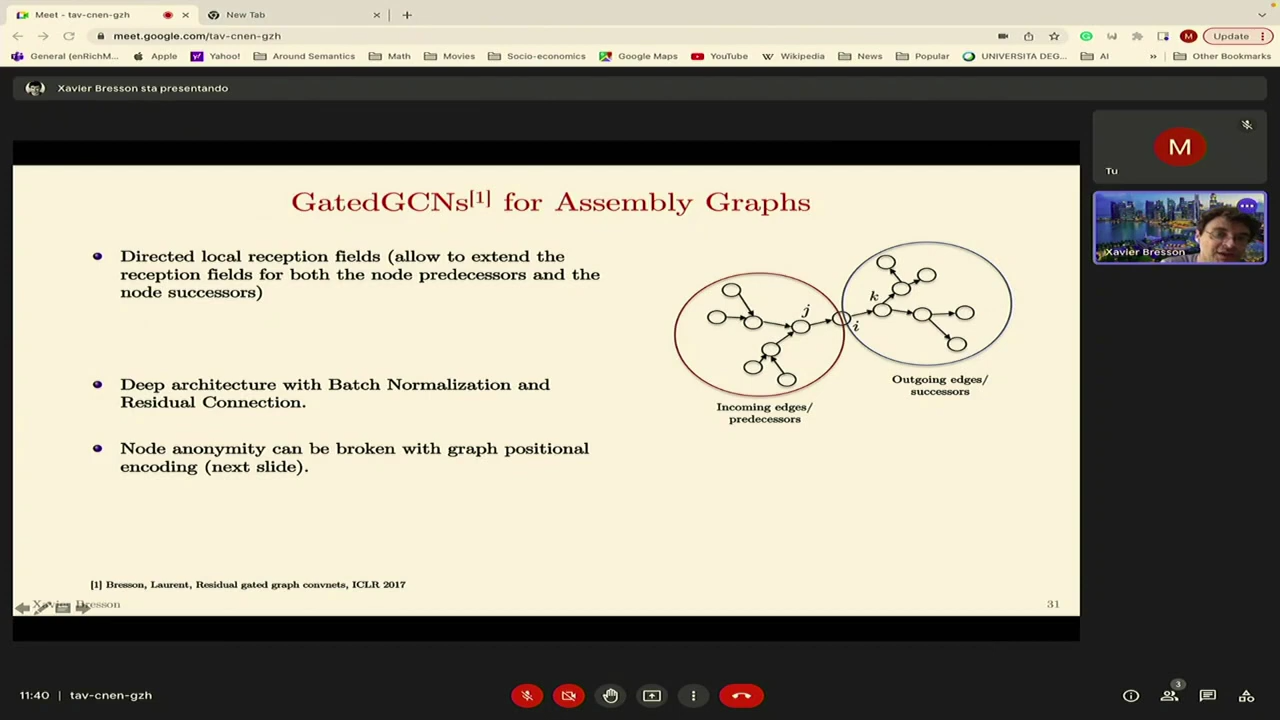 Meet - tav-cnen-gzh
New Tab
meet.google.com/tav-cnen-gzh
M
Update
General (enRichM...
Apple
Yahoo!
Around Semantics
Math
Movies
Socio-economics
Google Maps
YouTube
Wikipedia
News
Popular
UNIVERSITA DEG...
AI
»
Other Bookmarks
Xavier Bresson sta presentando
M
Tu
Xavier Bresson
GatedGCNs[1] for Assembly Graphs
Directed local reception fields (allow to extend the
reception fields for both the node predecessors and the
node successors)
Deep architecture with Batch Normalization and
Residual Connection.
Node anonymity can be broken with graph positional
encoding (next slide).
j
i
k
Incoming edges/
predecessors
Outgoing edges/
successors
[1] Bresson, Laurent, Residual gated graph convnets, ICLR 2017
Xavier Bresson
31
11:40 | tav-cnen-gzh
3